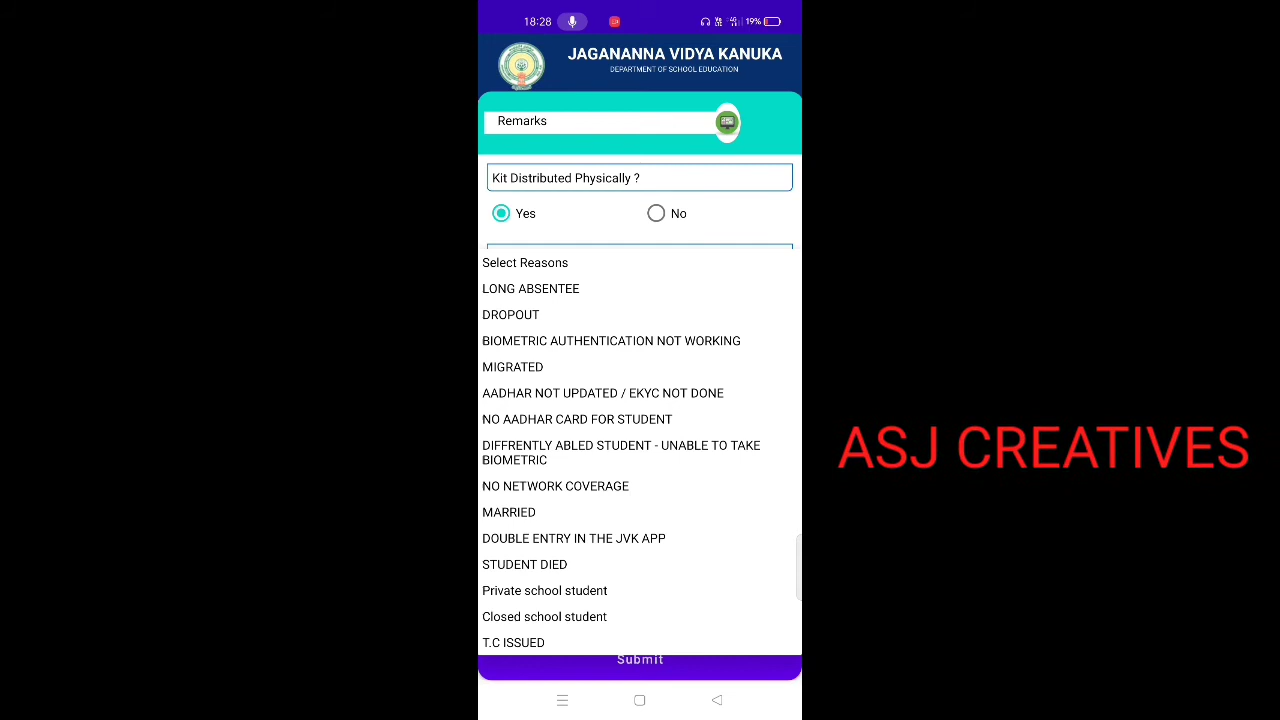 18:28
19%
JAGANANNA VIDYA KANUKA
DEPARTMENT OF SCHOOL EDUCATION
Remarks
Kit Distributed Physically ?
Yes
No
Select Reasons
LONG ABSENTEE
DROPOUT
BIOMETRIC AUTHENTICATION NOT WORKING
MIGRATED
AADHAR NOT UPDATED / EKYC NOT DONE
NO AADHAR CARD FOR STUDENT
DIFFRENTLY ABLED STUDENT - UNABLE TO TAKE
BIOMETRIC
NO NETWORK COVERAGE
MARRIED
DOUBLE ENTRY IN THE JVK APP
STUDENT DIED
Private school student
Closed school student
T.C ISSUED
Submit
ASJ CREATIVES